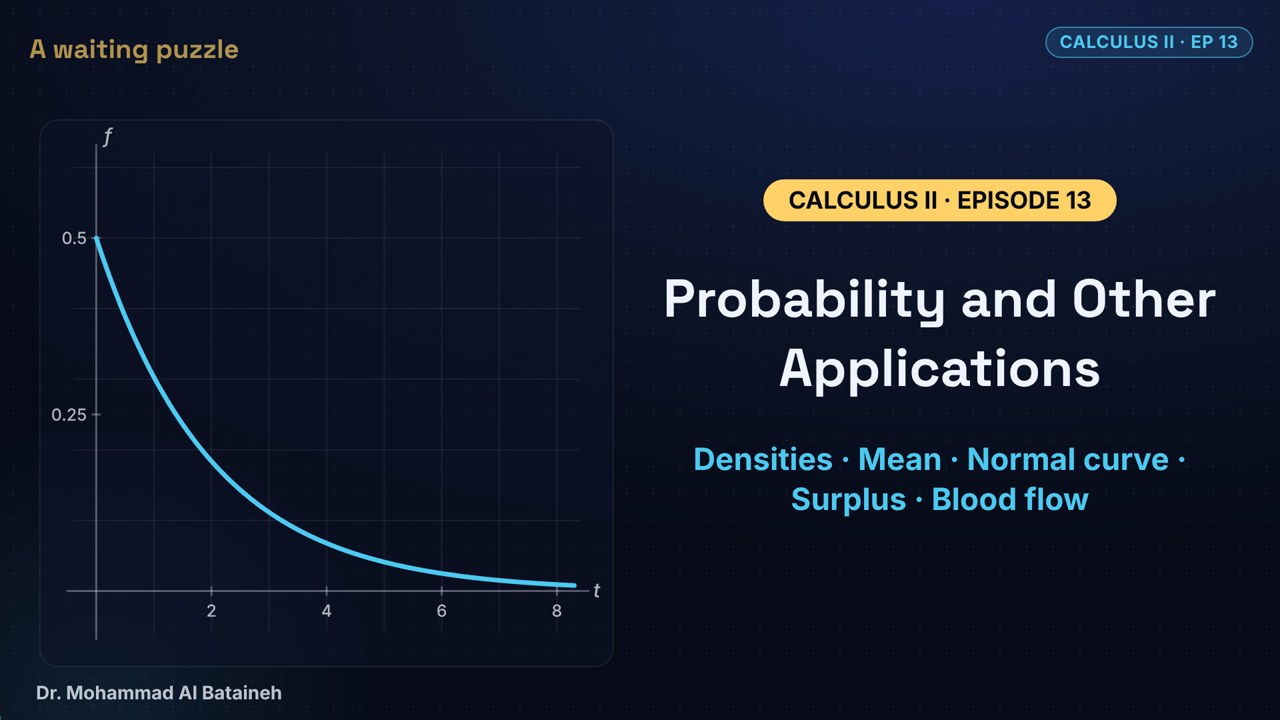 A waiting puzzle
CALCULUS II · EP 13
f
0.5
0.25
2
4
6
8
t
CALCULUS II · EPISODE 13
Probability and Other
Applications
Densities · Mean · Normal curve ·
Surplus · Blood flow
Dr. Mohammad Al Bataineh